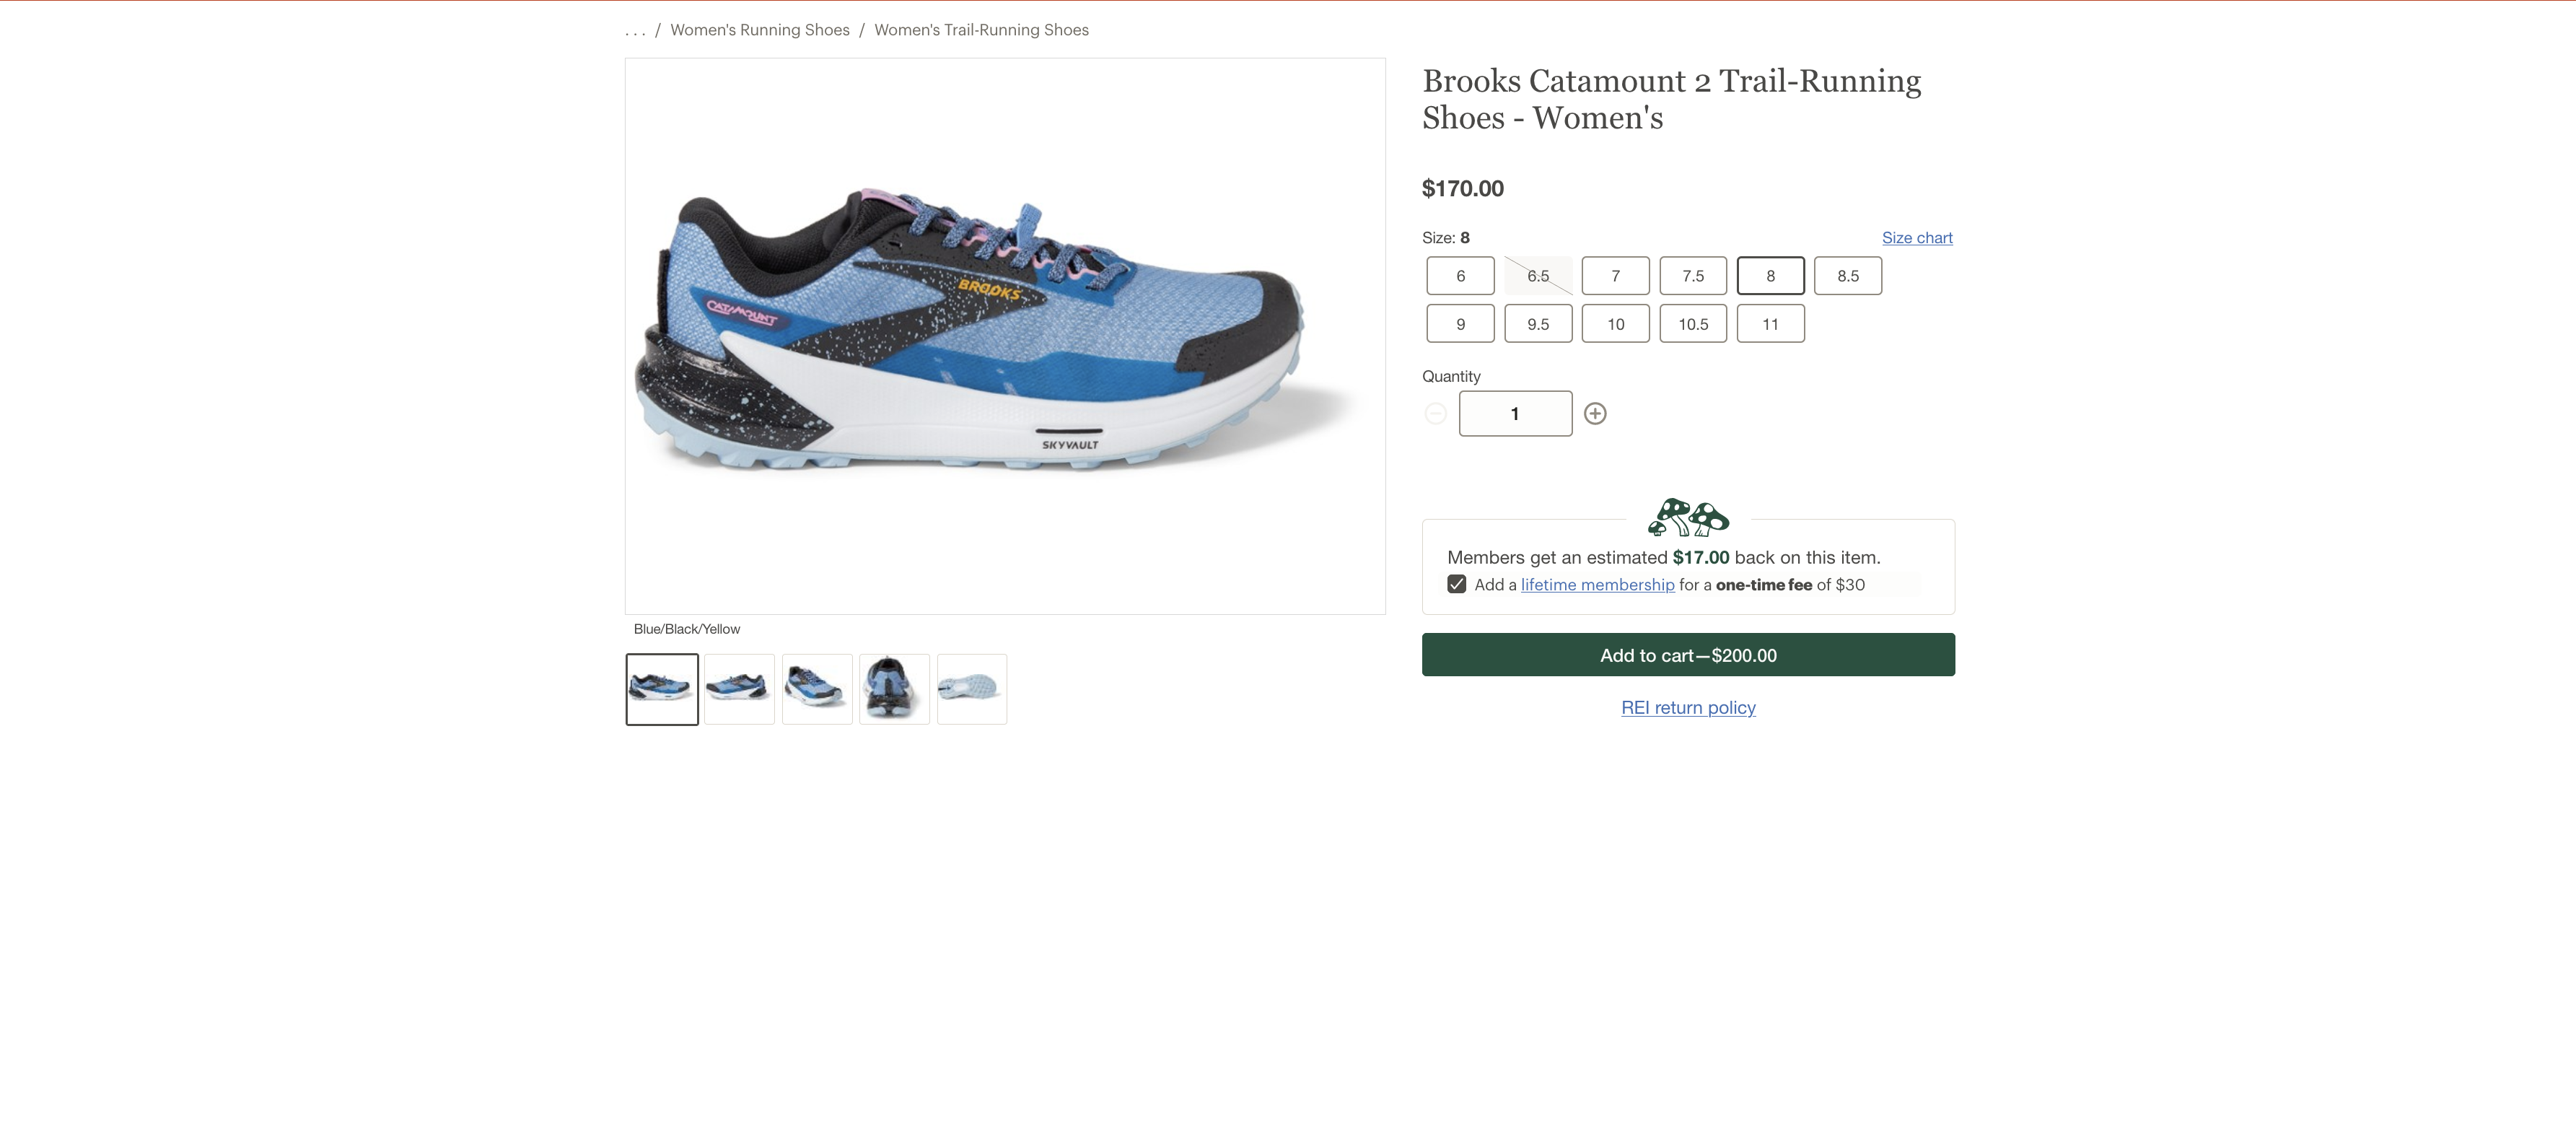 ... / Women's Running Shoes / Women's Trail-Running Shoes
CATAMOUNT
BROOKS
SKYVAULT
Blue/Black/Yellow
Brooks Catamount 2 Trail-Running
Shoes - Women's
$170.00
Size: 8
Size chart
6 6.5 7 7.5 8 8.5
9 9.5 10 10.5 11
Quantity
1
Members get an estimated $17.00 back on this item.
Add a lifetime membership for a one-time fee of $30
Add to cart—$200.00
REI return policy